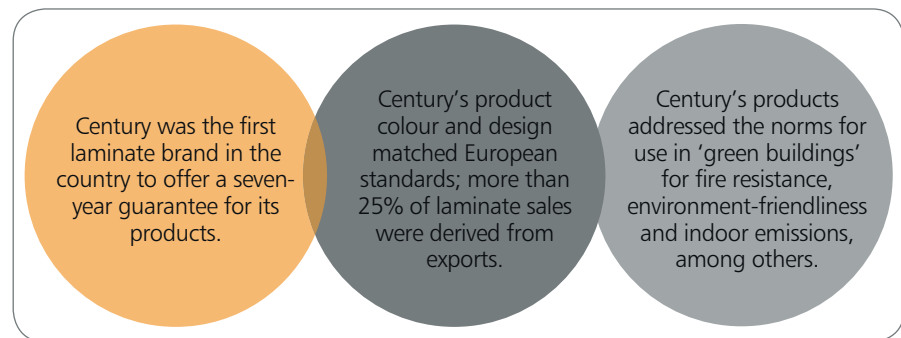 Century was the first
laminate brand in the
country to offer a seven-
year guarantee for its
products.
Century’s product
colour and design
matched European
standards; more than
25% of laminate sales
were derived from
exports.
Century’s products
addressed the norms for
use in ‘green buildings’
for fire resistance,
environment-friendliness
and indoor emissions,
among others.